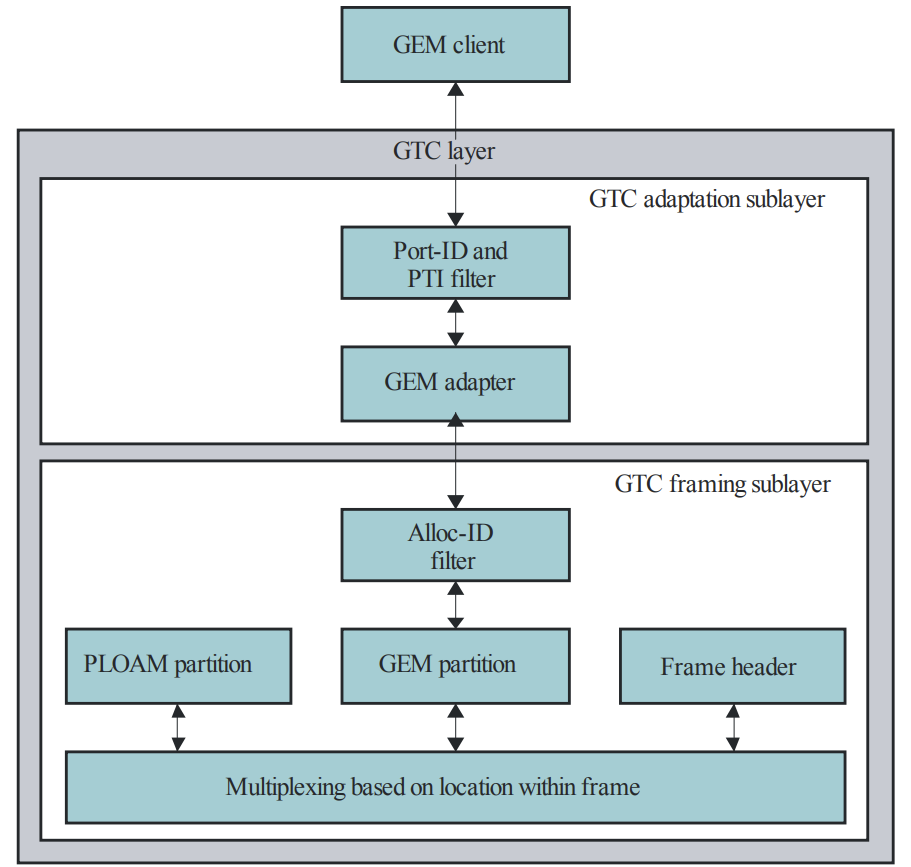 GEM client
GTC layer
GTC adaptation sublayer
Port-ID and
PTI filter
GEM adapter
GTC framing sublayer
Alloc-ID
filter
PLOAM partition
GEM partition
Frame header
Multiplexing based on location within frame